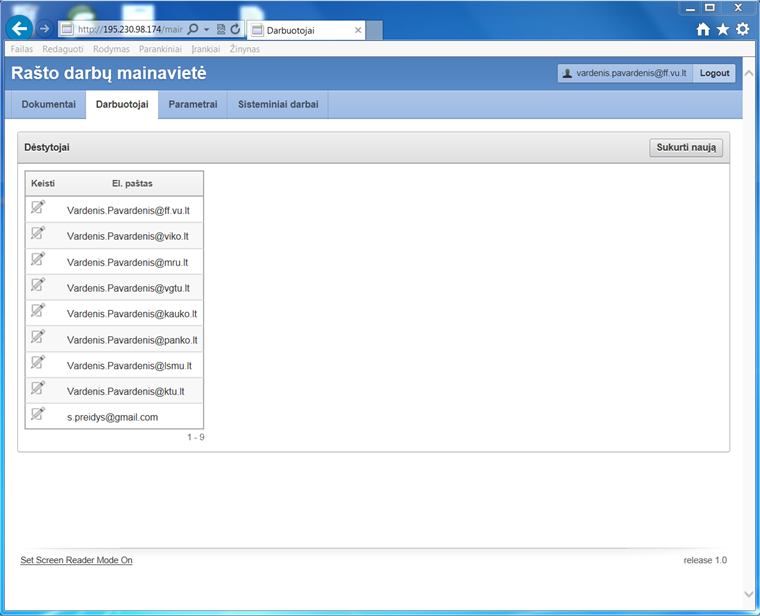 http://195.230.98.174/mair
Darbuotojai
Failas Redaguoti Rodymas Parankiniai Įrankiai Žinynas
Rašto darbų mainavietė
vardenis.pavardenis@ff.vu.lt Logout
Dokumentai Darbuotojai Parametrai Sisteminiai darbai
Dėstytojai
Sukurti naują
Keisti El. paštas
Vardenis.Pavardenis@ff.vu.lt
Vardenis.Pavardenis@viko.lt
Vardenis.Pavardenis@mru.lt
Vardenis.Pavardenis@vgtu.lt
Vardenis.Pavardenis@kauko.lt
Vardenis.Pavardenis@panko.lt
Vardenis.Pavardenis@lsmu.lt
Vardenis.Pavardenis@ktu.lt
s.preidys@gmail.com
1 - 9
Set Screen Reader Mode On
release 1.0